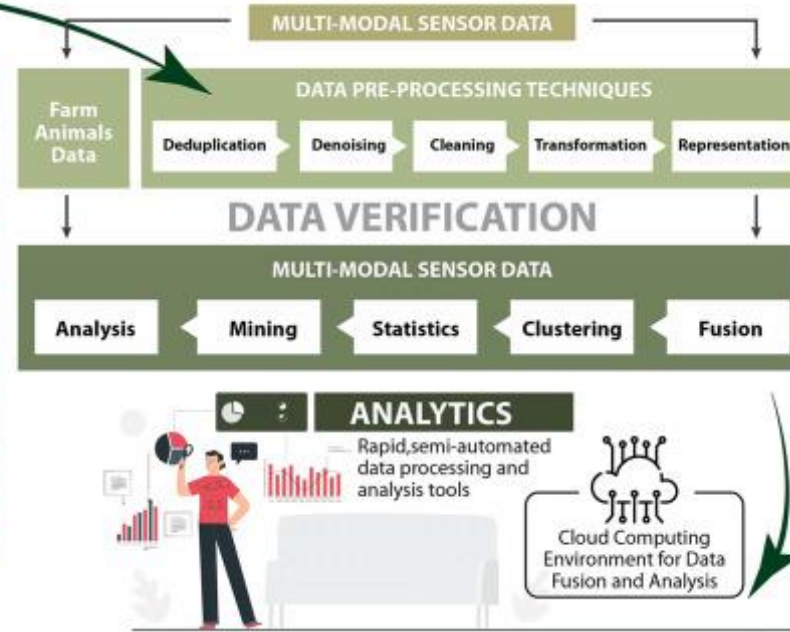 MULTI-MODAL SENSOR DATA
Farm
Animals
Data
DATA PRE-PROCESSING TECHNIQUES
Deduplication
Denoising
Cleaning
Transformation
Representation
DATA VERIFICATION
MULTI-MODAL SENSOR DATA
Analysis
Mining
Statistics
Clustering
Fusion
ANALYTICS
Rapid,semi-automated
data processing and
analysis tools
Cloud Computing
Environment for Data
Fusion and Analysis